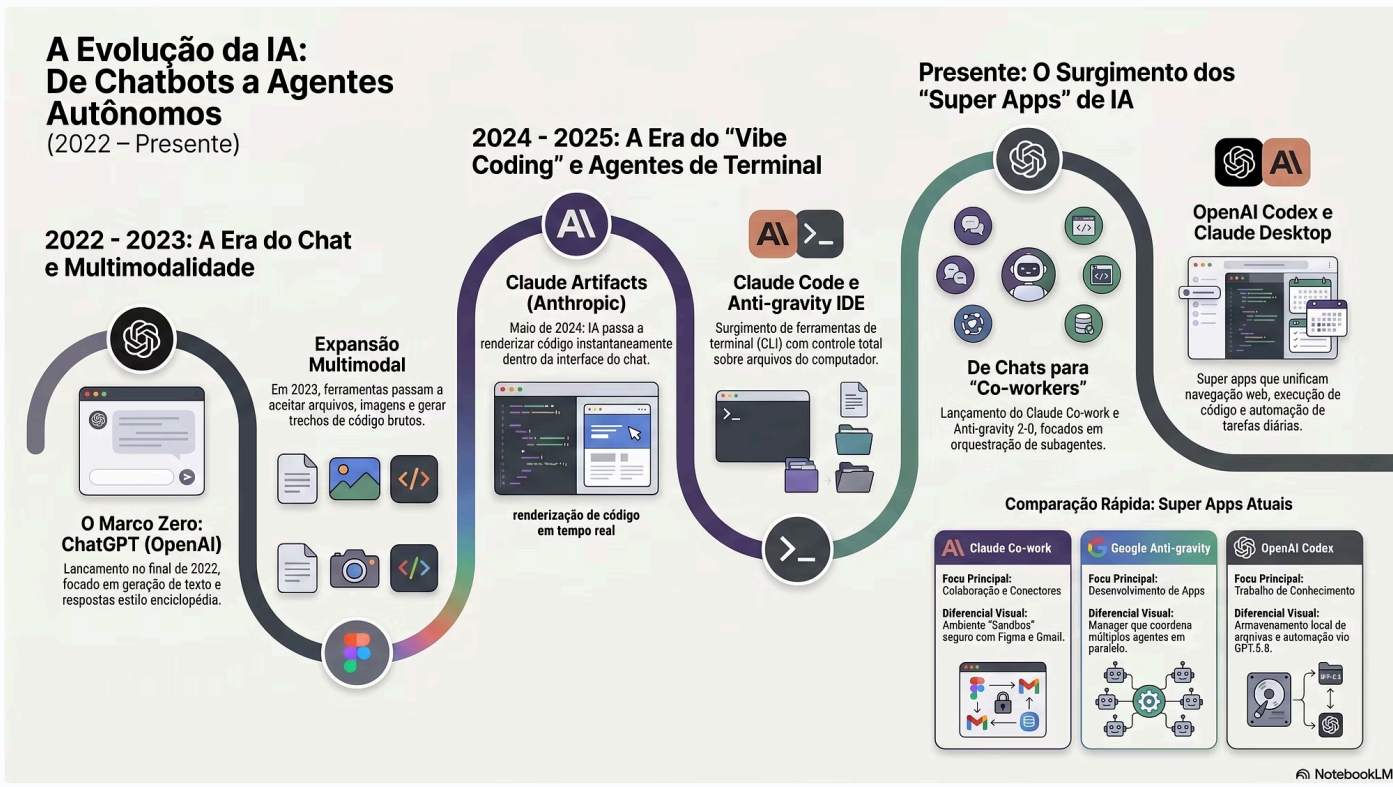 A Evolução da IA:
De Chatbots a Agentes
Autônomos
(2022 – Presente)
2022 - 2023: A Era do Chat
e Multimodalidade
O Marco Zero:
ChatGPT (OpenAI)
Lancamento no final de 2022,
focado em geração de texto e
respostas estilo enciclopédia.
Expansão
Multimodal
Em 2023, ferramentas passam a
aceitar arquivos, imagens e gerar
trechos de código brutos.
2024 - 2025: A Era do “Vibe
Coding” e Agentes de Terminal
Claude Artifacts
(Anthropic)
Maio de 2024: IA passa a
renderizar código instantaneamente
dentro da interface do chat.
renderização de código
em tempo real
Claude Code e
Anti-gravity IDE
Surgimento de ferramentas de
terminal (CLI) com controle total
sobre arquivos do computador.
Presente: O Surgimento dos
“Super Apps” de IA
De Chats para
“Co-workers”
Lançamento do Claude Co-work e
Anti-gravity 2-0, focados em
orquestração de subagentes.
OpenAI Codex e
Claude Desktop
Super apps que unificam
navegação web, execução de
código e automação de
tarefas diárias.
Comparação Rápida: Super Apps Atuais
Claude Co-work
Focu Principal:
Colaboração e Conectores
Diferencial Visual:
Ambiente “Sandbos”
seguro com Figma e Gmail.
Geogle Anti-gravity
Focu Principal:
Desenvolvimento de Apps
Diferencial Visual:
Manager que coordena
múltiplos agentes em
paralelo.
OpenAI Codex
Focu Principal:
Trabalho de Conhecimento
Diferencial Visual:
Armavenamento local de
arqnivas e automação vio
GPT.5.8.
NotebookLM